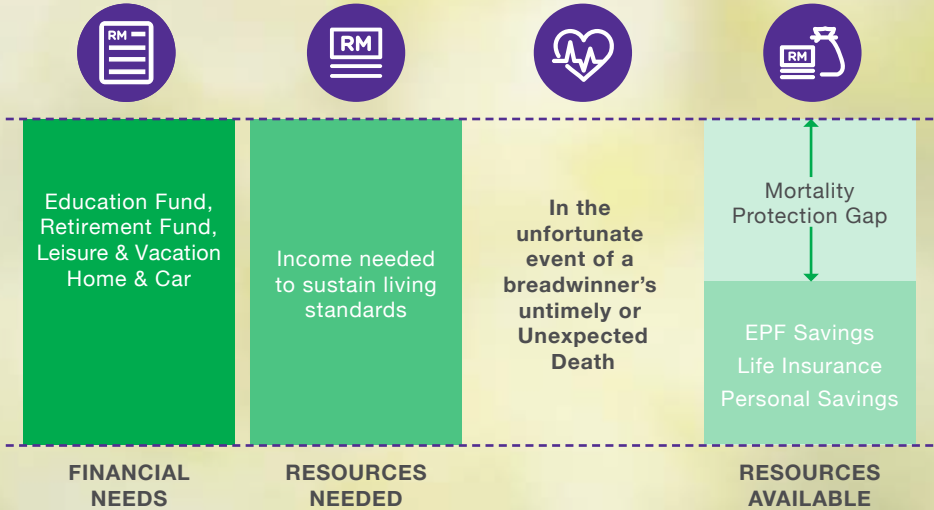 RM
RM
RM
Education Fund,
Retirement Fund,
Leisure & Vacation
Home & Car
Income needed
to sustain living
standards
In the
unfortunate
event of a
breadwinner’s
untimely or
Unexpected
Death
Mortality
Protection Gap
EPF Savings
Life Insurance
Personal Savings
FINANCIAL
NEEDS
RESOURCES
NEEDED
RESOURCES
AVAILABLE